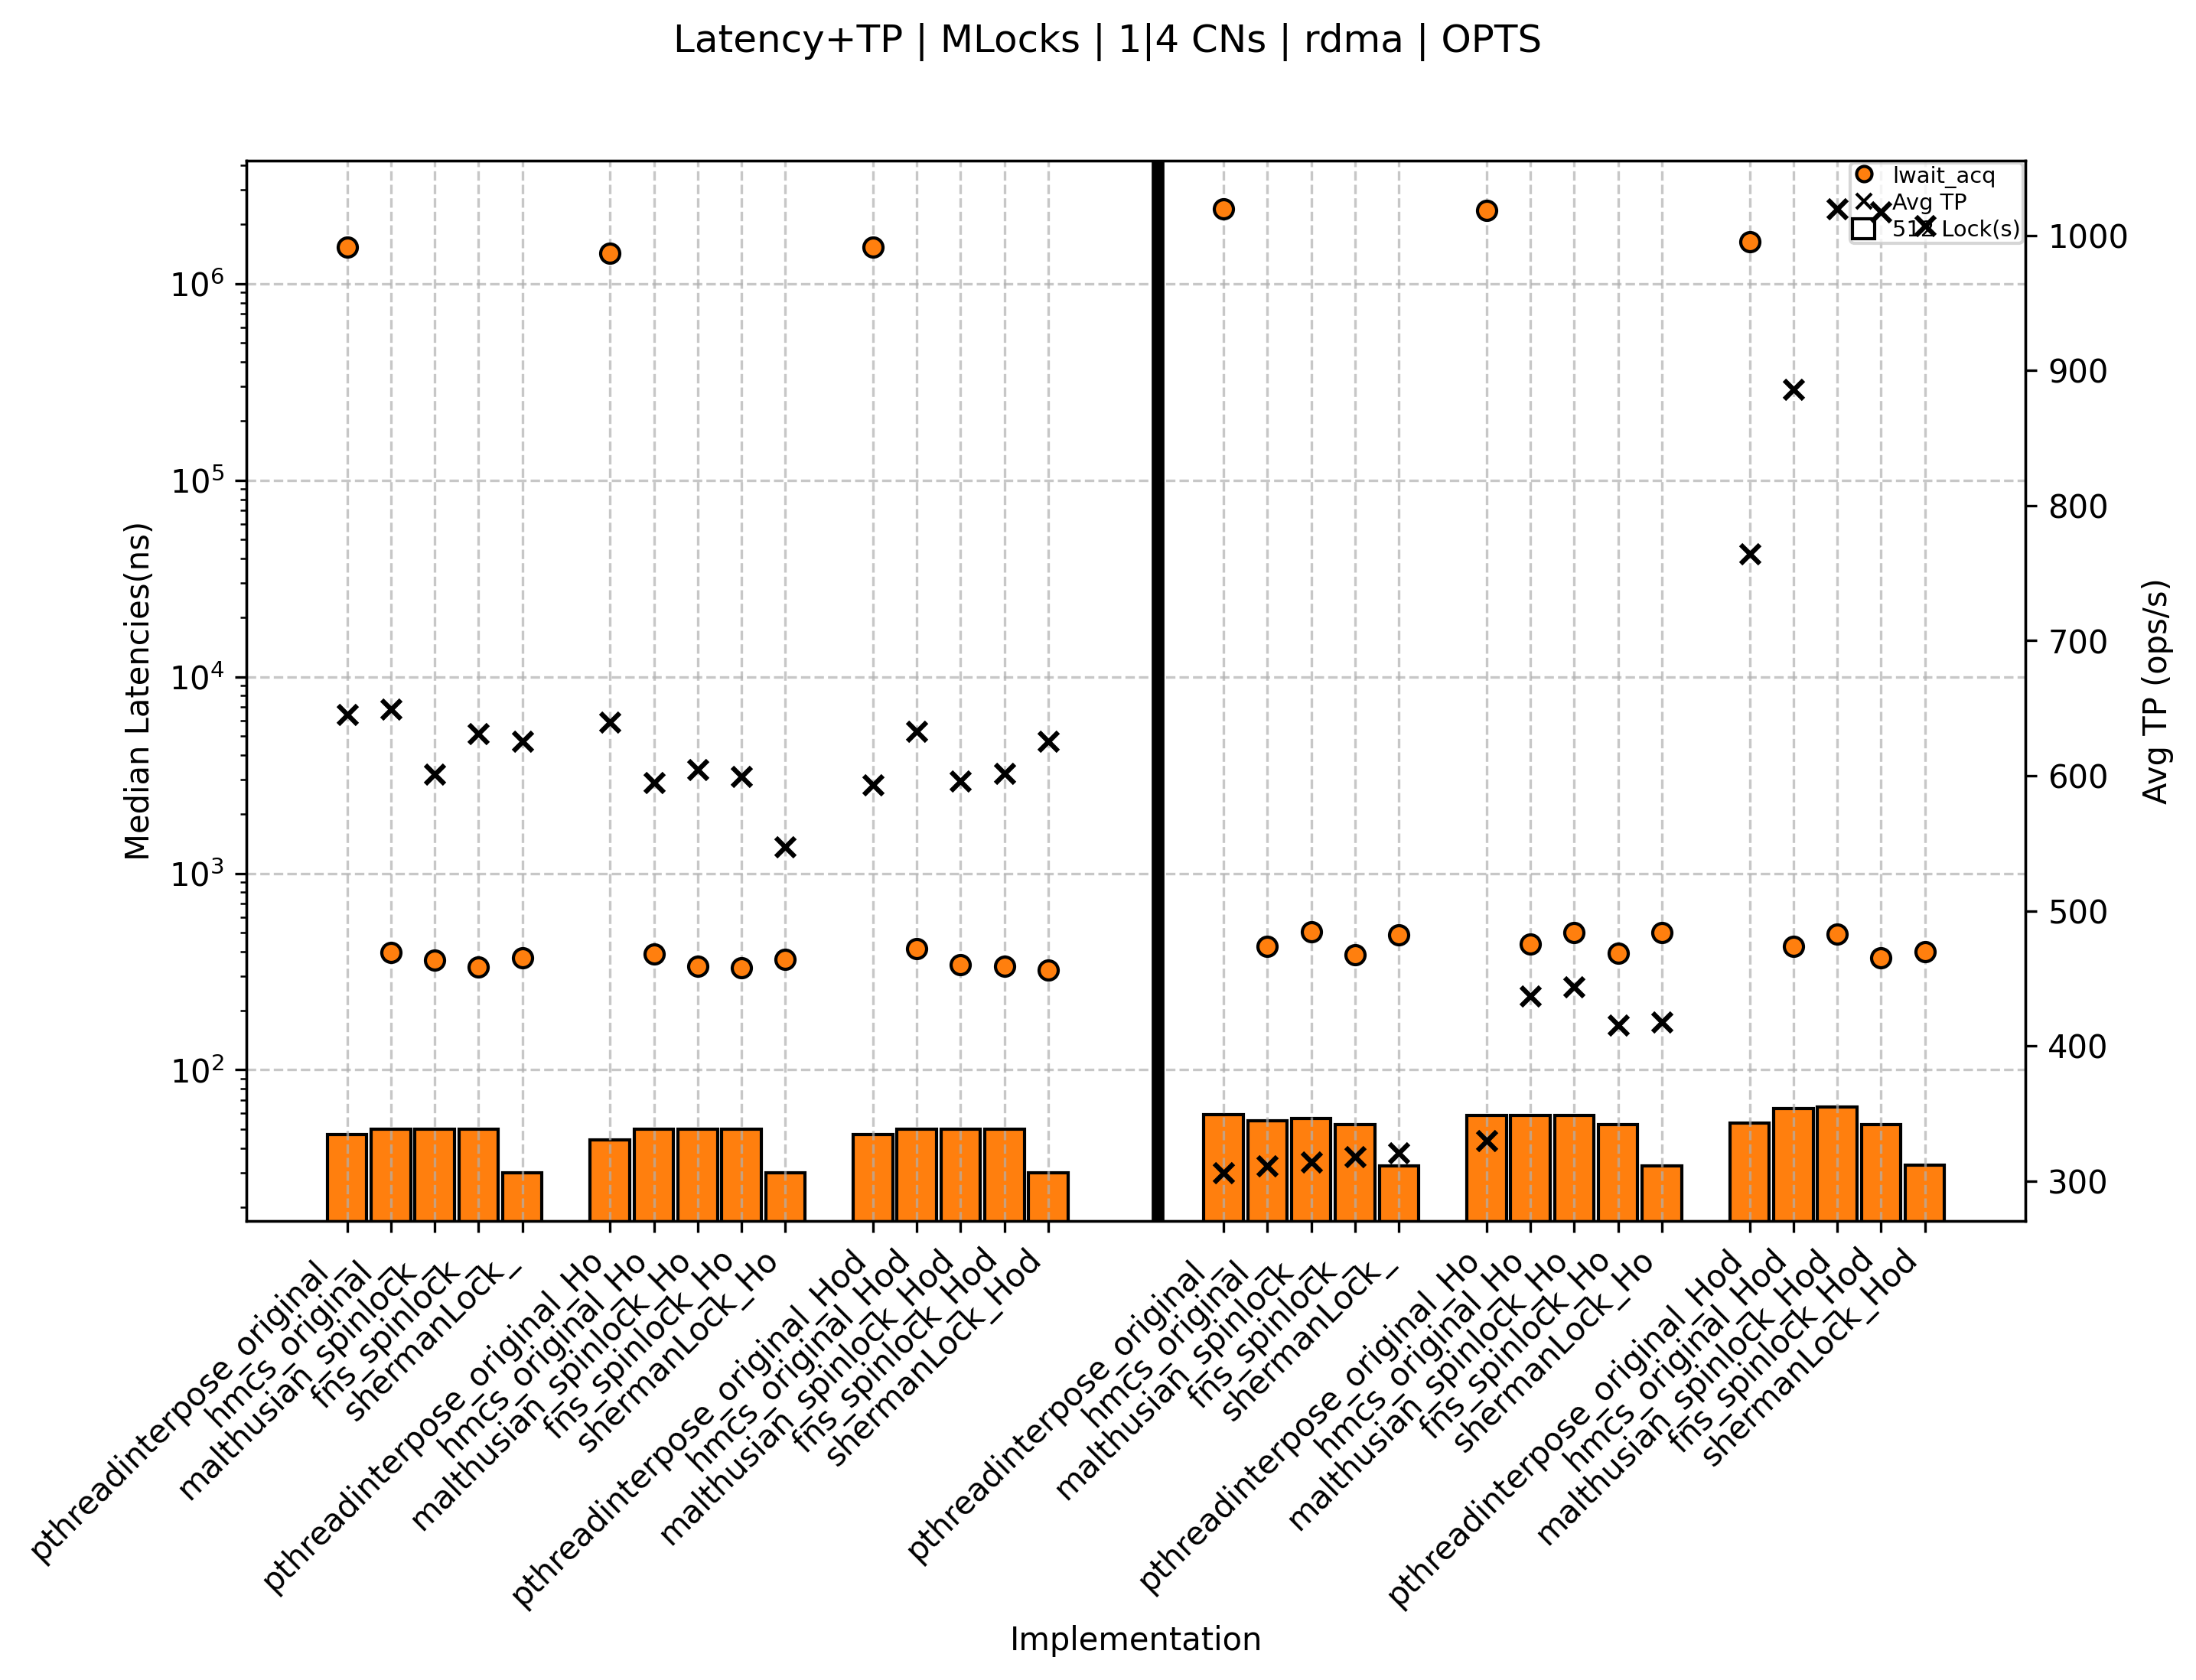 Latency+TP | MLocks | 1|4 CNs | rdma | OPTS
lwait_acq
Avg TP
512 Lock(s)
Median Latencies(ns)
10^6
10^5
10^4
10^3
10^2
Avg TP (ops/s)
1000
900
800
700
600
500
400
300
pthreadinterpose_original_
hmcs_original_
malthusian_spinlock_
fns_spinlock_
shermanLock_
pthreadinterpose_original_Ho
hmcs_original_Ho
malthusian_spinlock_Ho
fns_spinlock_Ho
shermanLock_Ho
pthreadinterpose_original_Hod
hmcs_original_Hod
malthusian_spinlock_Hod
fns_spinlock_Hod
shermanLock_Hod
pthreadinterpose_original_
hmcs_original_
malthusian_spinlock_
fns_spinlock_
shermanLock_
pthreadinterpose_original_Ho
hmcs_original_Ho
malthusian_spinlock_Ho
fns_spinlock_Ho
shermanLock_Ho
pthreadinterpose_original_Hod
hmcs_original_Hod
malthusian_spinlock_Hod
fns_spinlock_Hod
shermanLock_Hod
Implementation